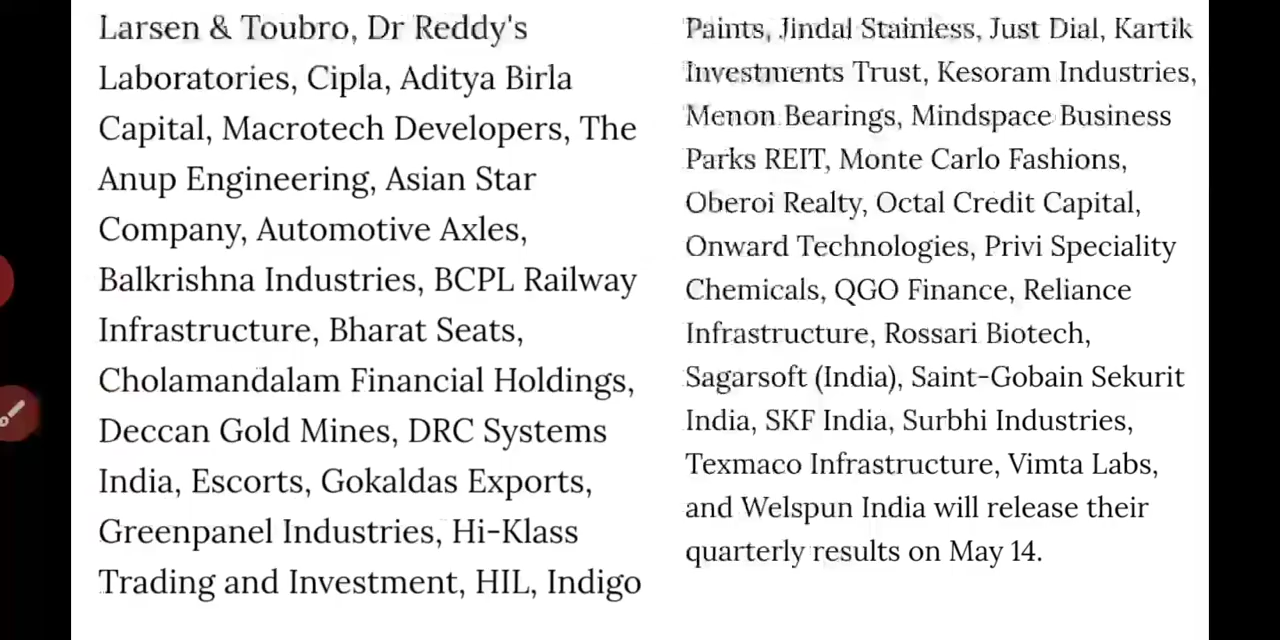 Larsen & Toubro, Dr Reddy's
Laboratories, Cipla, Aditya Birla
Capital, Macrotech Developers, The
Anup Engineering, Asian Star
Company, Automotive Axles,
Balkrishna Industries, BCPL Railway
Infrastructure, Bharat Seats,
Cholamandalam Financial Holdings,
Deccan Gold Mines, DRC Systems
India, Escorts, Gokaldas Exports,
Greenpanel Industries, Hi-Klass
Trading and Investment, HIL, Indigo
Paints, Jindal Stainless, Just Dial, Kartik
Investments Trust, Kesoram Industries,
Menon Bearings, Mindspace Business
Parks REIT, Monte Carlo Fashions,
Oberoi Realty, Octal Credit Capital,
Onward Technologies, Privi Speciality
Chemicals, QGO Finance, Reliance
Infrastructure, Rossari Biotech,
Sagarsoft (India), Saint-Gobain Sekurit
India, SKF India, Surbhi Industries,
Texmaco Infrastructure, Vimta Labs,
and Welspun India will release their
quarterly results on May 14.